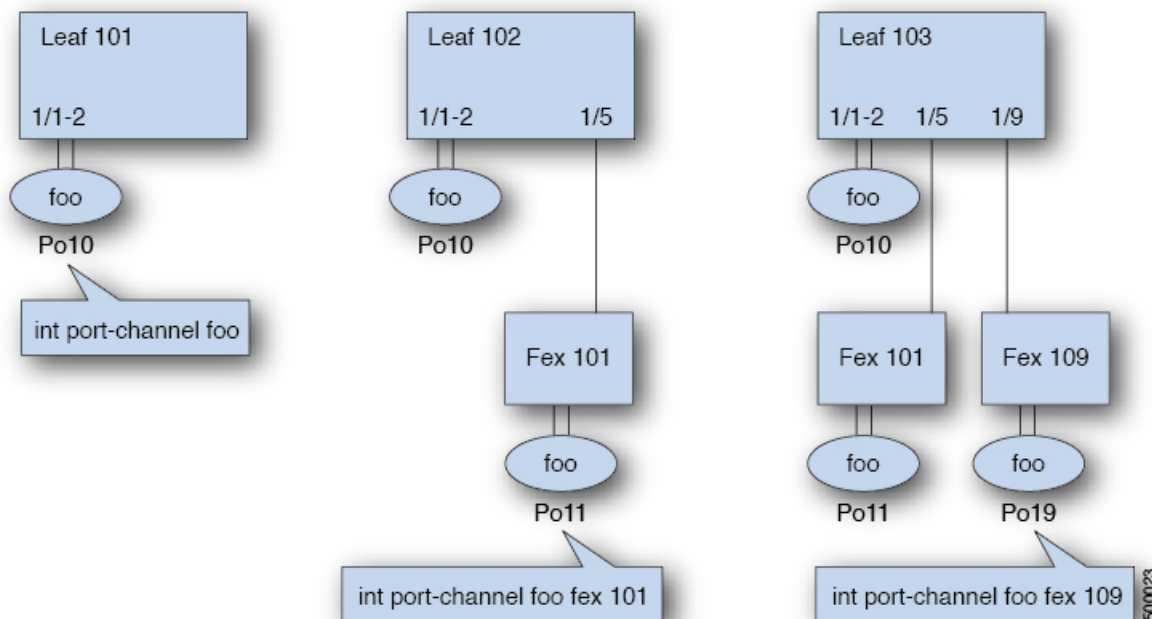 Leaf 101
1/1-2
foo
Po10
int port-channel foo
Leaf 102
1/1-2 1/5
foo
Po10
Fex 101
foo
Po11
int port-channel foo fex 101
Leaf 103
1/1-2 1/5 1/9
foo
Po10
Fex 101
foo
Po11
Fex 109
foo
Po19
int port-channel foo fex 109
500023